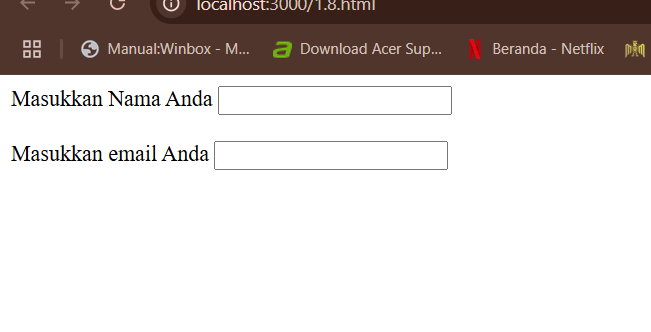 localhost:3000/1.8.html
Manual:Winbox - M... Download Acer Sup... Beranda - Netflix
Masukkan Nama Anda
Masukkan email Anda